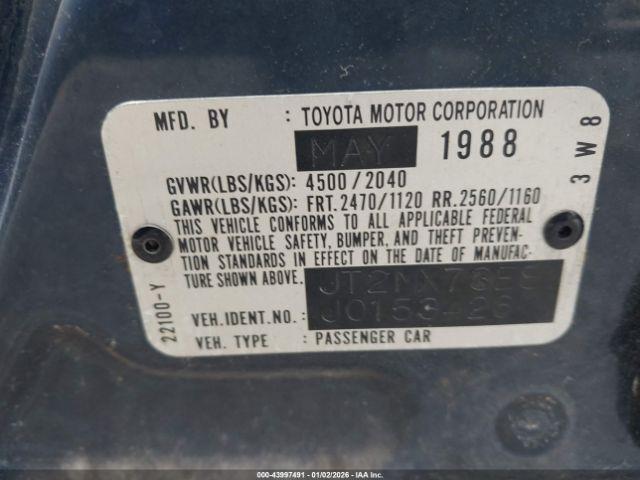 MFD. BY : TOYOTA MOTOR CORPORATION
MAY 1988
GVWR(LBS/KGS): 4500/2040
GAWR(LBS/KGS): FRT. 2470/1120 RR. 2560/1160
THIS VEHICLE CONFORMS TO ALL APPLICABLE FEDERAL
MOTOR VEHICLE SAFETY, BUMPER, AND THEFT PREVEN-
TION STANDARDS IN EFFECT ON THE DATE OF MANUFAC-
TURE SHOWN ABOVE.
VEH.IDENT.NO.:
VEH. TYPE : PASSENGER CAR
22100-Y
3 W 8
000-43997491 - 01/02/2026 - IAA Inc.